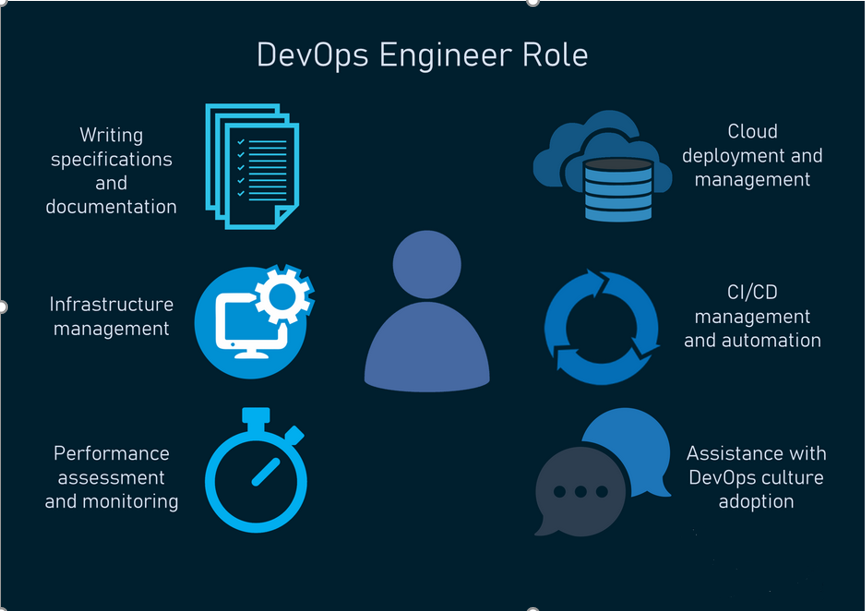 DevOps Engineer Role
Writing
specifications
and
documentation
Infrastructure
management
Performance
assessment
and monitoring
Cloud
deployment and
management
CI/CD
management
and automation
Assistance with
DevOps culture
adoption